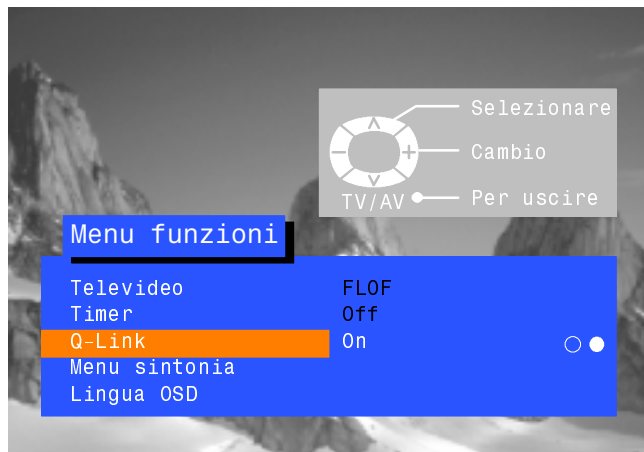 Selezionare
Cambio
TV/AV Per uscire
Menu funzioni
Televideo FLOF
Timer Off
Q-Link On
Menu sintonia
Lingua OSD